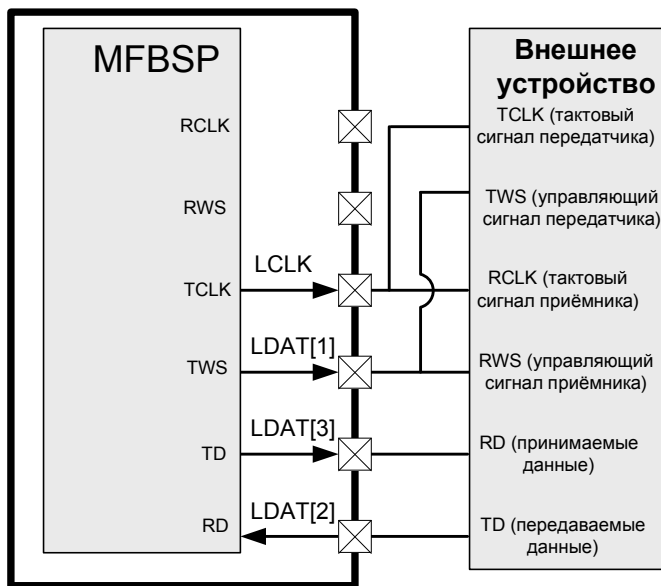 MFBSP
RCLK
RWS
TCLK
TWS
TD
RD
LCLK
LDAT[1]
LDAT[3]
LDAT[2]
Внешнее
устройство
TCLK (тактовый
сигнал передатчика)
TWS (управляющий
сигнал передатчика)
RCLK (тактовый
сигнал приёмника)
RWS (управляющий
сигнал приёмника)
RD (принимаемые
данные)
TD (передаваемые
данные)